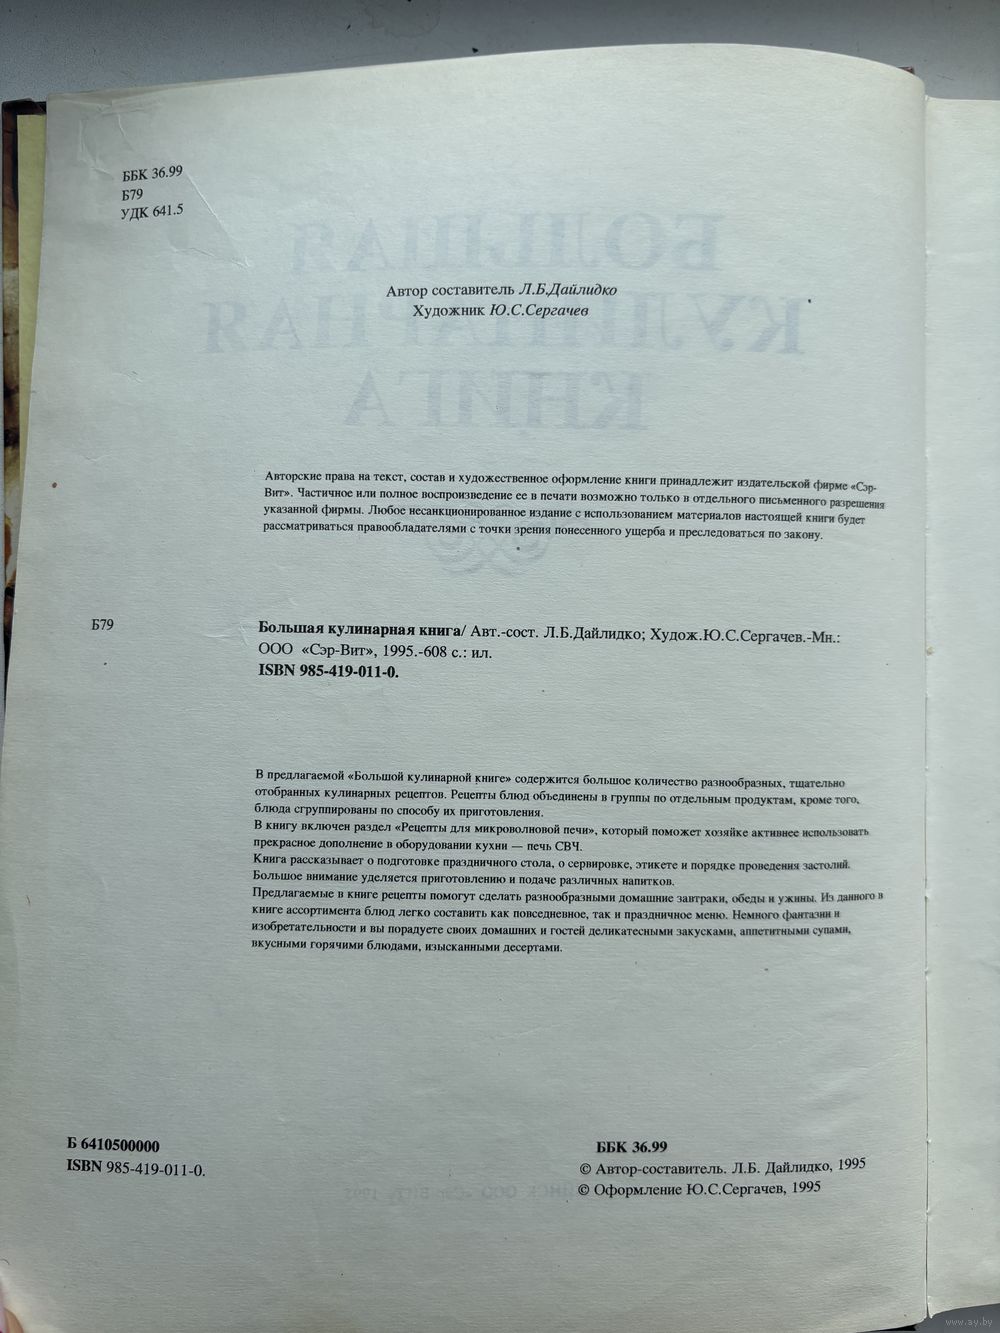 ББК 36.99
Б79
УДК 641.5
БОЛЬШАЯ
КУЛИНАРНАЯ
КНИГА
Автор составитель Л.Б.Дайлидко
Художник Ю.С.Сергачев
Авторские права на текст, состав и художественное оформление книги принадлежит издательской фирме «Сэр-
Вит». Частичное или полное воспроизведение ее в печати возможно только в отдельного письменного разрешения
указанной фирмы. Любое несанкционированное издание с использованием материалов настоящей книги будет
рассматриваться правообладателями с точки зрения понесенного ущерба и преследоваться по закону.
Б79
Большая кулинарная книга/ Авт.-сост. Л.Б.Дайлидко; Худож.Ю.С.Сергачев.-Мн.:
ООО «Сэр-Вит», 1995.-608 с.: ил.
ISBN 985-419-011-0.
В предлагаемой «Большой кулинарной книге» содержится большое количество разнообразных, тщательно
отобранных кулинарных рецептов. Рецепты блюд объединены в группы по отдельным продуктам, кроме того,
блюда сгруппированы по способу их приготовления.
В книгу включен раздел «Рецепты для микроволновой печи», который поможет хозяйке активнее использовать
прекрасное дополнение в оборудовании кухни — печь СВЧ.
Книга рассказывает о подготовке праздничного стола, о сервировке, этикете и порядке проведения застолий.
Большое внимание уделяется приготовлению и подаче различных напитков.
Предлагаемые в книге рецепты помогут сделать разнообразными домашние завтраки, обеды и ужины. Из данного в
книге ассортимента блюд легко составить как повседневное, так и праздничное меню. Немного фантазии и
изобретательности и вы порадуете своих домашних и гостей деликатесными закусками, аппетитными супами,
вкусными горячими блюдами, изысканными десертами.
Б 6410500000
ISBN 985-419-011-0.
ББК 36.99
© Автор-составитель. Л.Б. Дайлидко, 1995
© Оформление Ю.С.Сергачев, 1995
www.ay.by